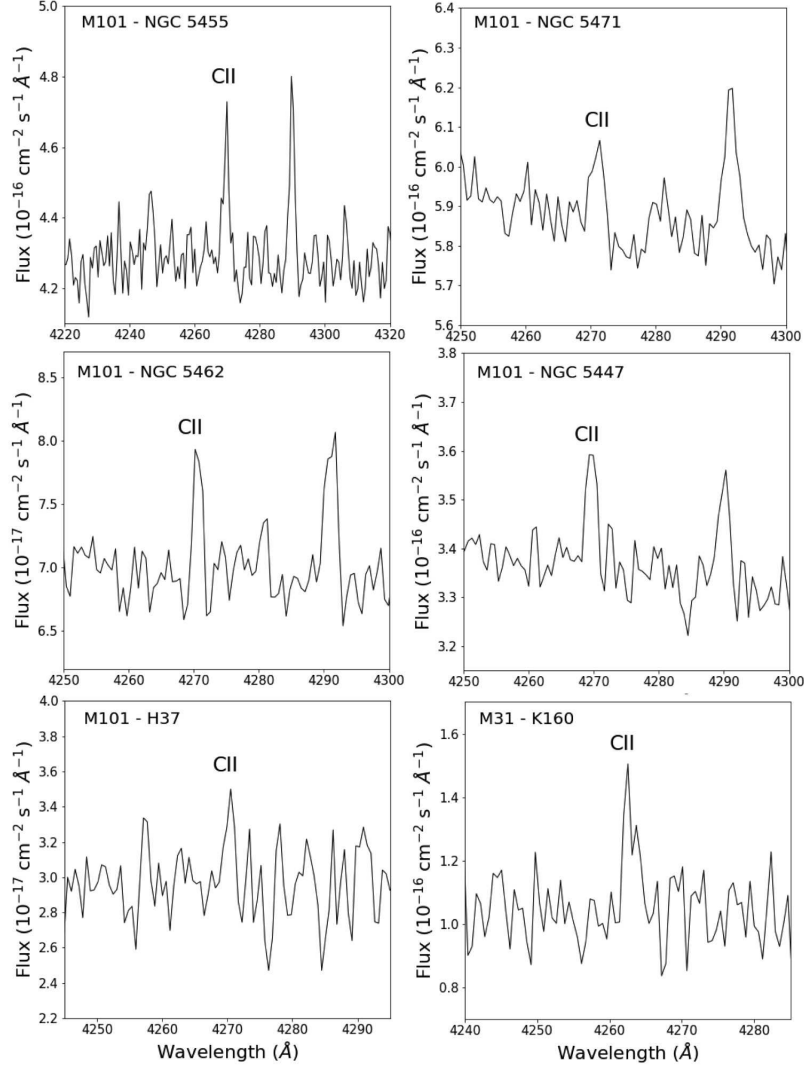 M101 - NGC 5455
CII
Flux (10⁻¹⁶ cm⁻² s⁻¹ Å⁻¹)
5.0
4.8
4.6
4.4
4.2
4220 4240 4260 4280 4300 4320
M101 - NGC 5471
CII
Flux (10⁻¹⁶ cm⁻² s⁻¹ Å⁻¹)
6.4
6.2
6.1
5.9
5.8
5.6
4250 4260 4270 4280 4290 4300
M101 - NGC 5462
CII
Flux (10⁻¹⁷ cm⁻² s⁻¹ Å⁻¹)
8.5
8.0
7.5
7.0
6.5
4250 4260 4270 4280 4290 4300
M101 - NGC 5447
CII
Flux (10⁻¹⁶ cm⁻² s⁻¹ Å⁻¹)
3.8
3.6
3.5
3.4
3.3
3.2
4250 4260 4270 4280 4290 4300
M101 - H37
CII
Flux (10⁻¹⁷ cm⁻² s⁻¹ Å⁻¹)
4.0
3.8
3.6
3.4
3.2
3.0
2.8
2.6
2.4
2.2
4250 4260 4270 4280 4290
Wavelength (Å)
M31 - K160
CII
Flux (10⁻¹⁶ cm⁻² s⁻¹ Å⁻¹)
1.6
1.4
1.2
1.0
0.8
4240 4250 4260 4270 4280
Wavelength (Å)